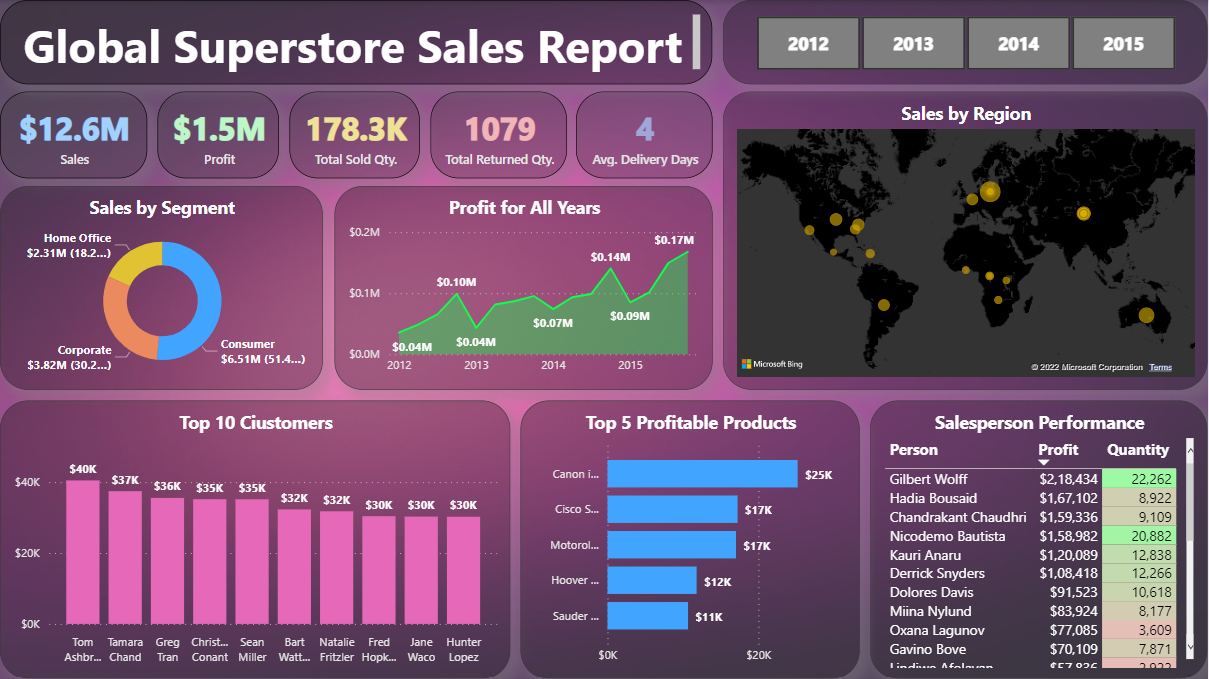 Global Superstore Sales Report
2012
2013
2014
2015
$12.6M
Sales
$1.5M
Profit
178.3K
Total Sold Qty.
1079
Total Returned Qty.
4
Avg. Delivery Days
Sales by Segment
Home Office
$2.31M (18.2...)
Corporate
$3.82M (30.2...)
Consumer
$6.51M (51.4...)
Profit for All Years
$0.2M
$0.1M
$0.0M
$0.04M
$0.10M
$0.04M
$0.07M
$0.14M
$0.09M
$0.17M
2012
2013
2014
2015
Sales by Region
Microsoft Bing
© 2022 Microsoft Corporation Terms
Top 10 Ciustomers
$40K
$20K
$0K
$40K
$37K
$36K
$35K
$35K
$32K
$32K
$30K
$30K
$30K
Tom
Ashbr...
Tamara
Chand
Greg
Tran
Christ...
Conant
Sean
Miller
Bart
Watt...
Natalie
Fritzler
Fred
Hopk...
Jane
Waco
Hunter
Lopez
Top 5 Profitable Products
Canon i...
$25K
Cisco S...
$17K
Motorol...
$17K
Hoover ...
$12K
Sauder ...
$11K
$0K
$20K
Salesperson Performance
Person Profit Quantity
Gilbert Wolff $2,18,434 22,262
Hadia Bousaid $1,67,102 8,922
Chandrakant Chaudhri $1,59,336 9,109
Nicodemo Bautista $1,58,982 20,882
Kauri Anaru $1,20,089 12,838
Derrick Snyders $1,08,418 12,266
Dolores Davis $91,523 10,618
Miina Nylund $83,924 8,177
Oxana Lagunov $77,085 3,609
Gavino Bove $70,109 7,871